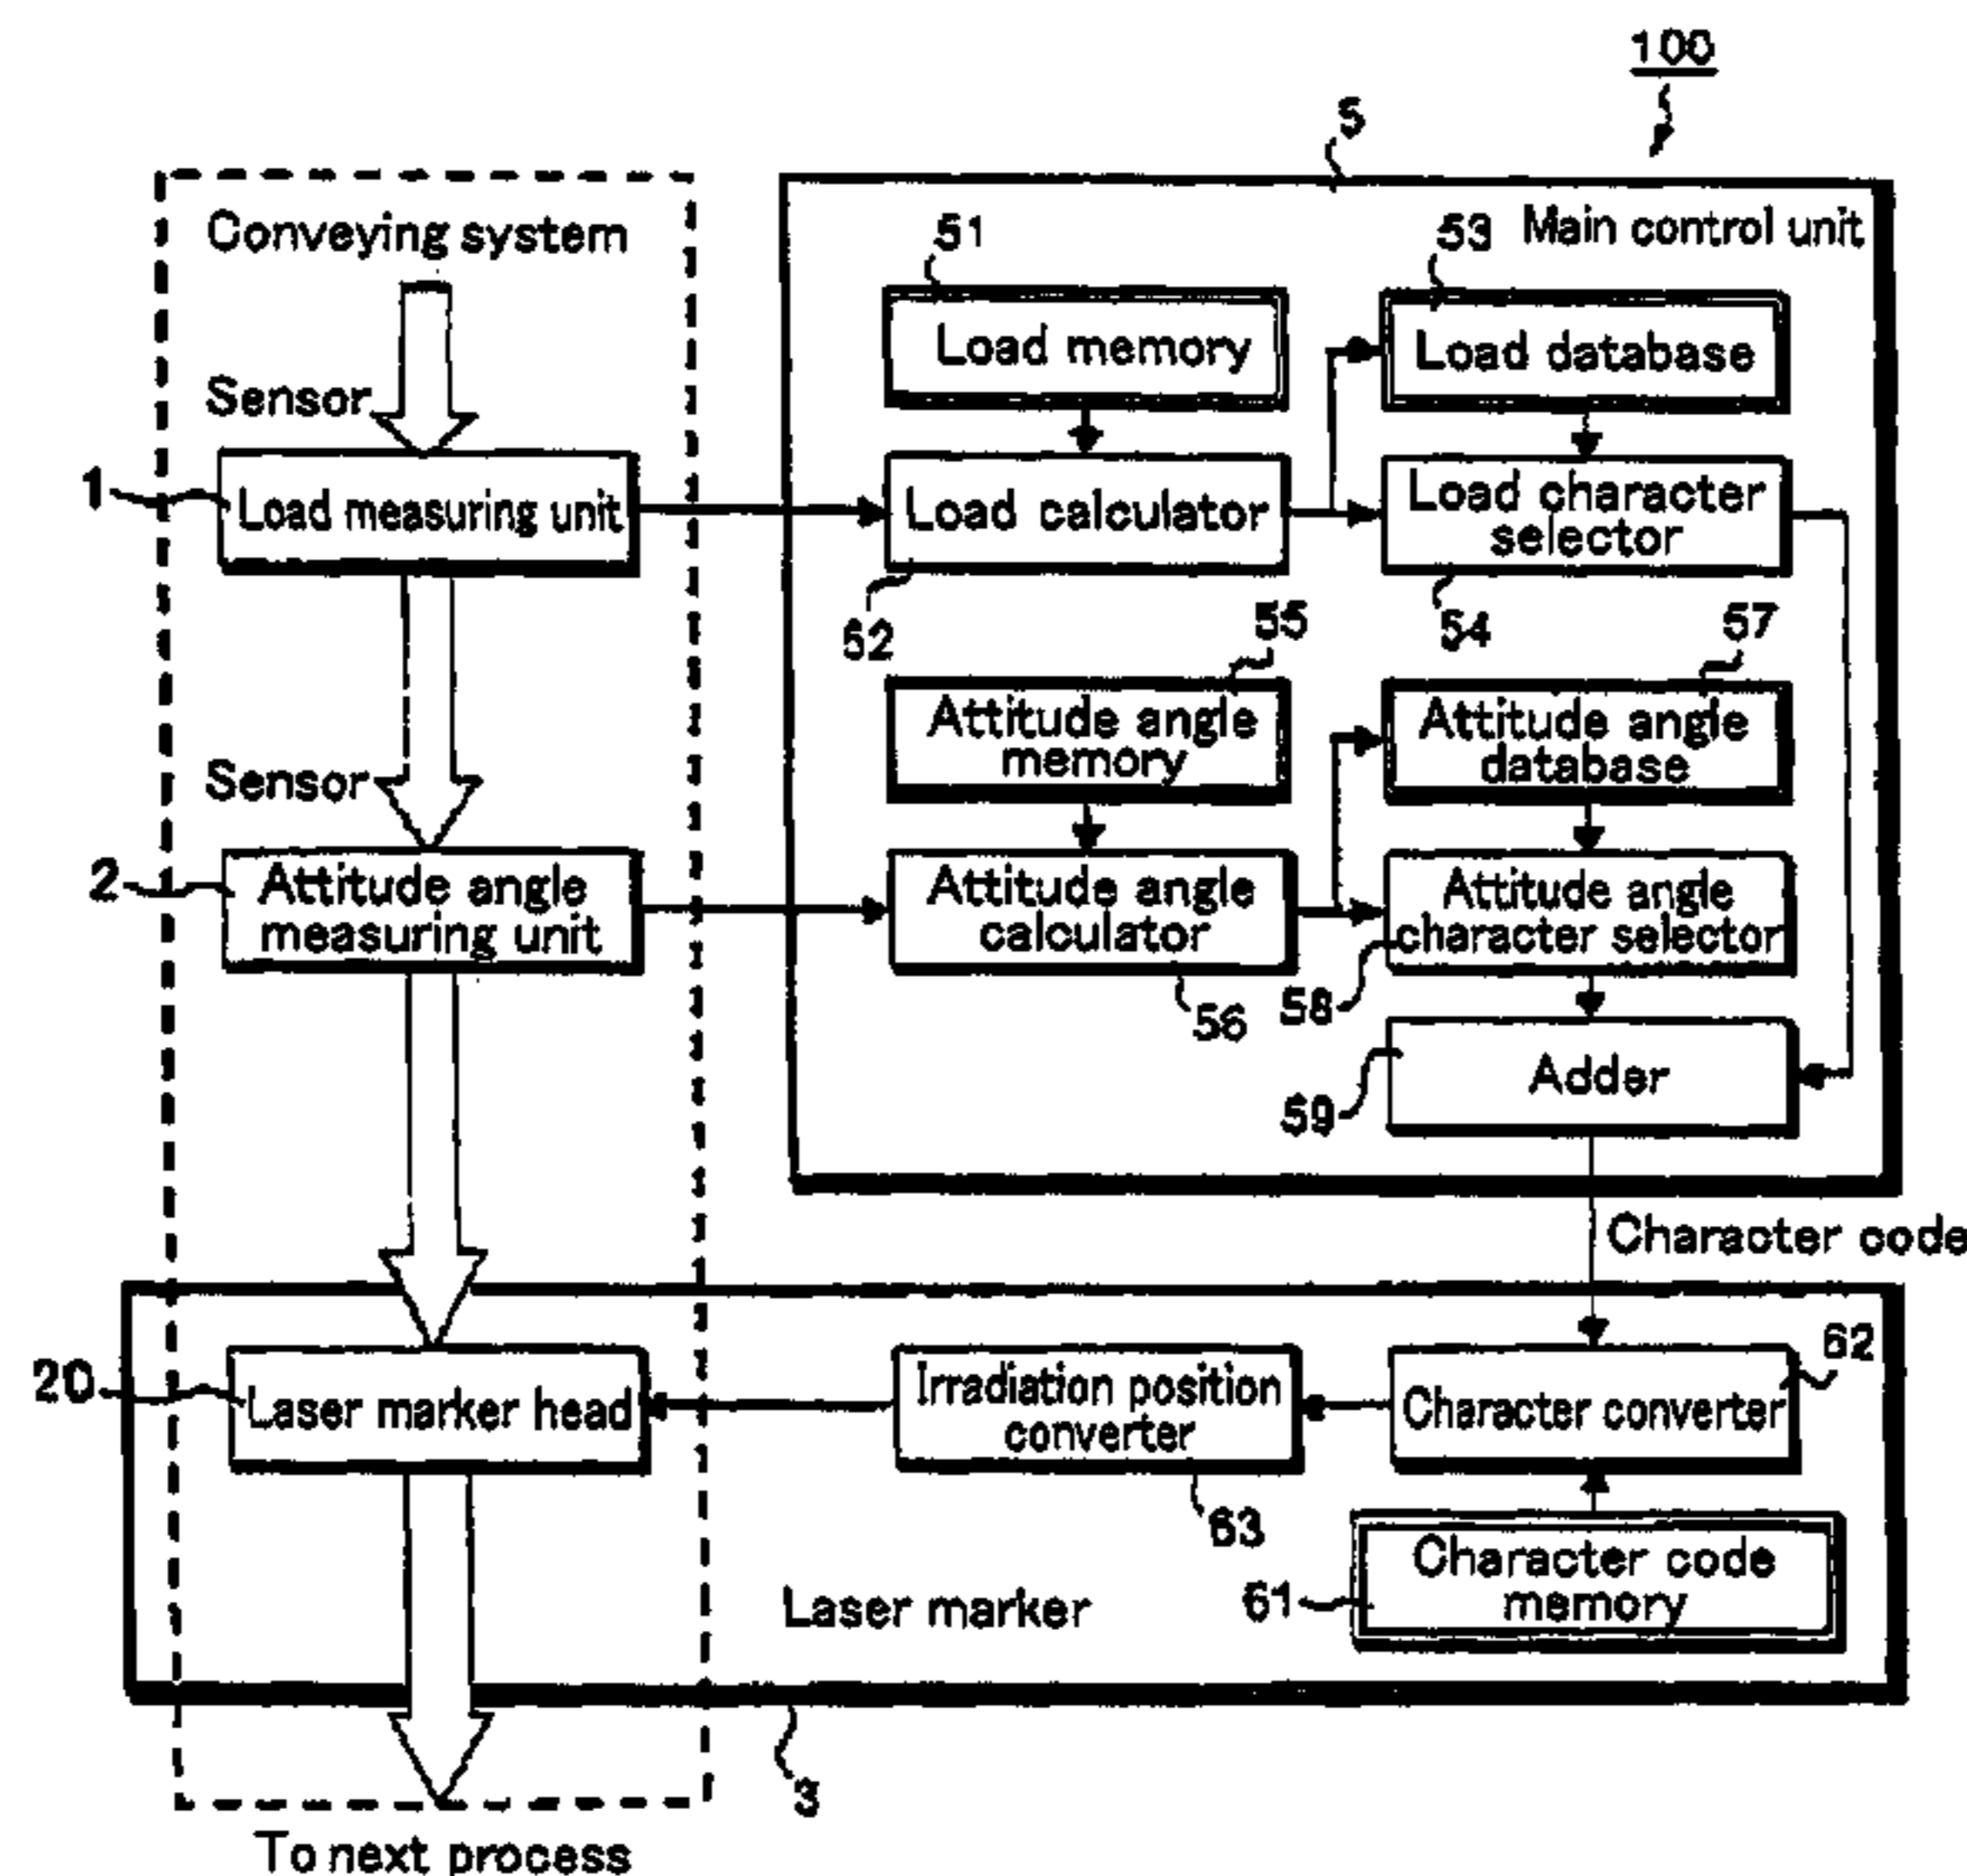 100
5
Conveying system
Main control unit
51
53
Load memory
Load database
Sensor
1
Load measuring unit
Load calculator
Load character
selector
52
54
55
57
Attitude angle
memory
Attitude angle
database
Sensor
2
Attitude angle
measuring unit
Attitude angle
calculator
Attitude angle
character selector
56
58
Adder
59
Character code
62
20
Laser marker head
Irradiation position
converter
Character converter
63
Character code
memory
61
Laser marker
3
To next process